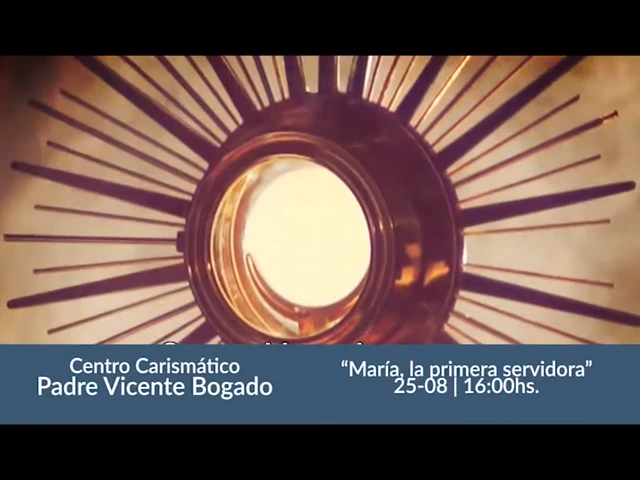 Centro Carismático
Padre Vicente Bogado
“María, la primera servidora”
25-08 | 16:00hs.